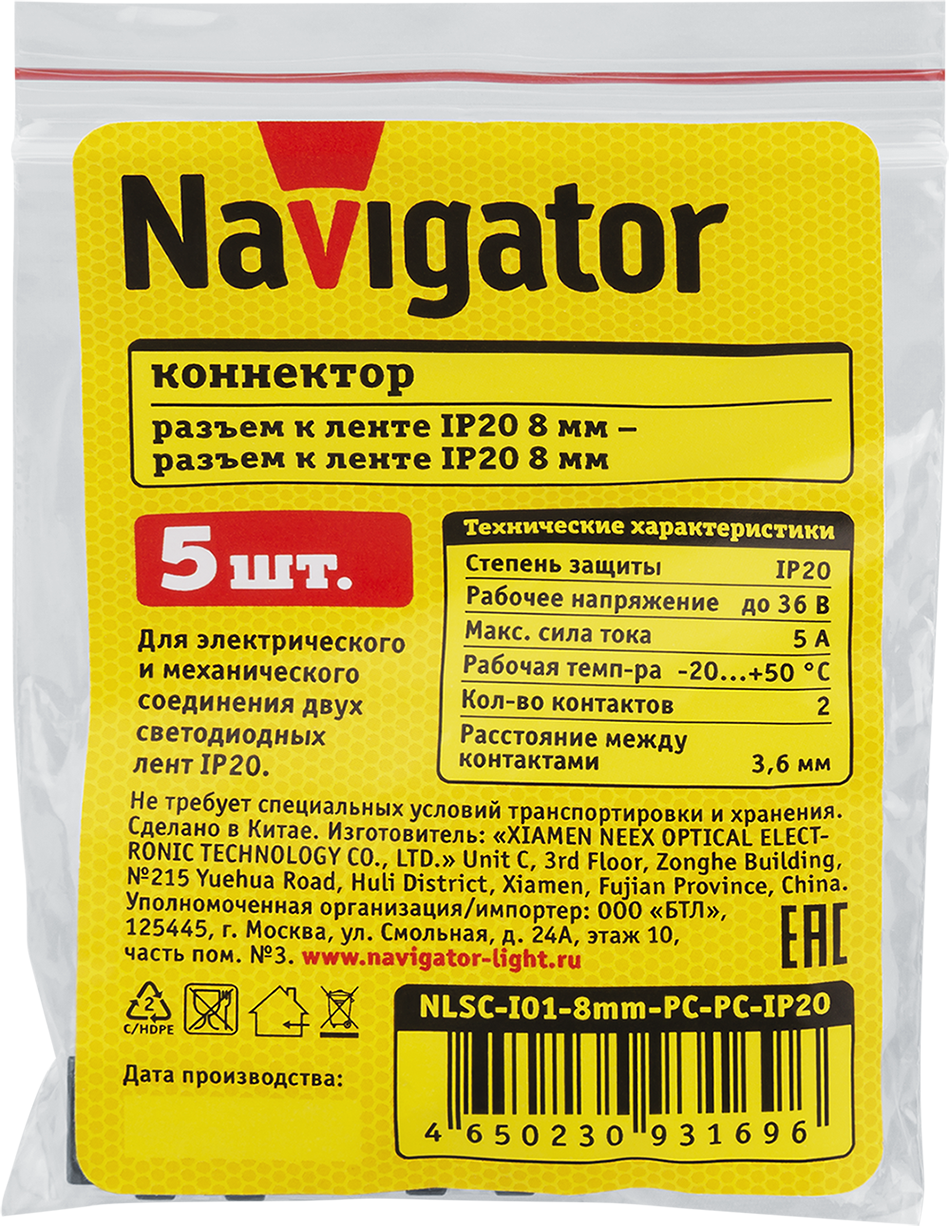 Navigator
коннектор
разъем к ленте IP20 8 мм –
разъем к ленте IP20 8 мм
5 шт.
Для электрического
и механического
соединения двух
светодиодных
лент IP20.
Технические характеристики
Степень защиты IP20
Рабочее напряжение до 36 В
Макс. сила тока 5 А
Рабочая темп-ра -20...+50 °С
Кол-во контактов 2
Расстояние между
контактами 3,6 мм
Не требует специальных условий транспортировки и хранения.
Сделано в Китае. Изготовитель: «XIAMEN NEEX OPTICAL ELECT-
RONIC TECHNOLOGY CO., LTD.» Unit C, 3rd Floor, Zonghe Building,
№215 Yuehua Road, Huli District, Xiamen, Fujian Province, China.
Уполномоченная организация/импортер: ООО «БТЛ»,
125445, г. Москва, ул. Смольная, д. 24А, этаж 10,
часть пом. №3. www.navigator-light.ru
EAC
2
C/HDPE
Дата производства:
NLSC-I01-8mm-PC-PC-IP20
4 650230 931696